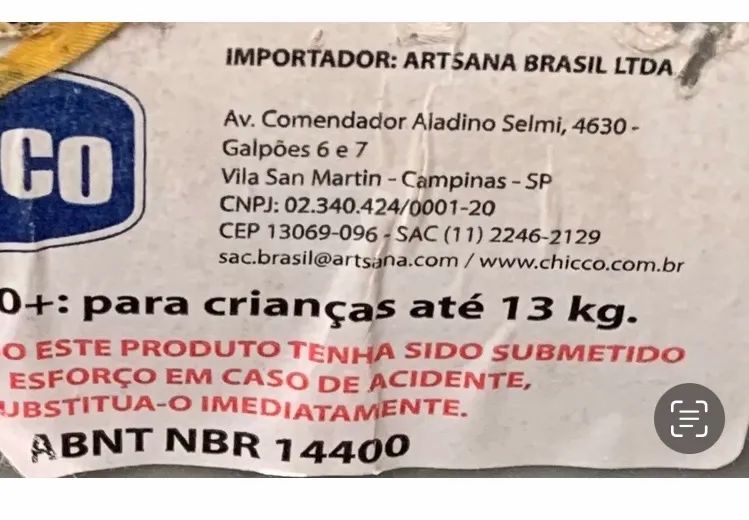 IMPORTADOR: ARTSANA BRASIL LTDA
CO
Av. Comendador Aladino Selmi, 4630 -
Galpões 6 e 7
Vila San Martin - Campinas - SP
CNPJ: 02.340.424/0001-20
CEP 13069-096 - SAC (11) 2246-2129
sac.brasil@artsana.com / www.chicco.com.br
0+: para crianças até 13 kg.
O ESTE PRODUTO TENHA SIDO SUBMETIDO
ESFORÇO EM CASO DE ACIDENTE,
UBSTITUA-O IMEDIATAMENTE.
ABNT NBR 14400